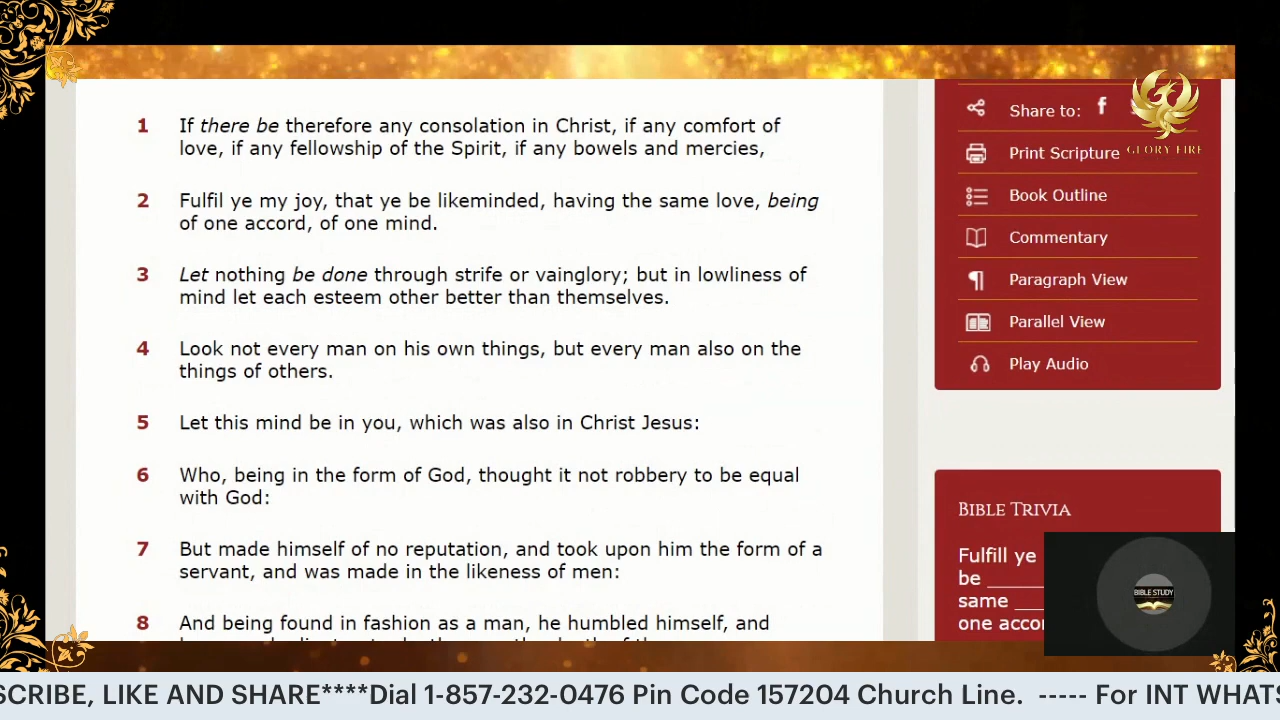 1 If there be therefore any consolation in Christ, if any comfort of
love, if any fellowship of the Spirit, if any bowels and mercies,
2 Fulfil ye my joy, that ye be likeminded, having the same love, being
of one accord, of one mind.
3 Let nothing be done through strife or vainglory; but in lowliness of
mind let each esteem other better than themselves.
4 Look not every man on his own things, but every man also on the
things of others.
5 Let this mind be in you, which was also in Christ Jesus:
6 Who, being in the form of God, thought it not robbery to be equal
with God:
7 But made himself of no reputation, and took upon him the form of a
servant, and was made in the likeness of men:
8 And being found in fashion as a man, he humbled himself, and
Share to:
GLORY FIRE
Print Scripture
Book Outline
Commentary
Paragraph View
Parallel View
Play Audio
BIBLE TRIVIA
Fulfill ye
be ______
same ___
one accor
BIBLE STUDY
SCRIBE, LIKE AND SHARE****Dial 1-857-232-0476 Pin Code 157204 Church Line. ----- For INT WHATS